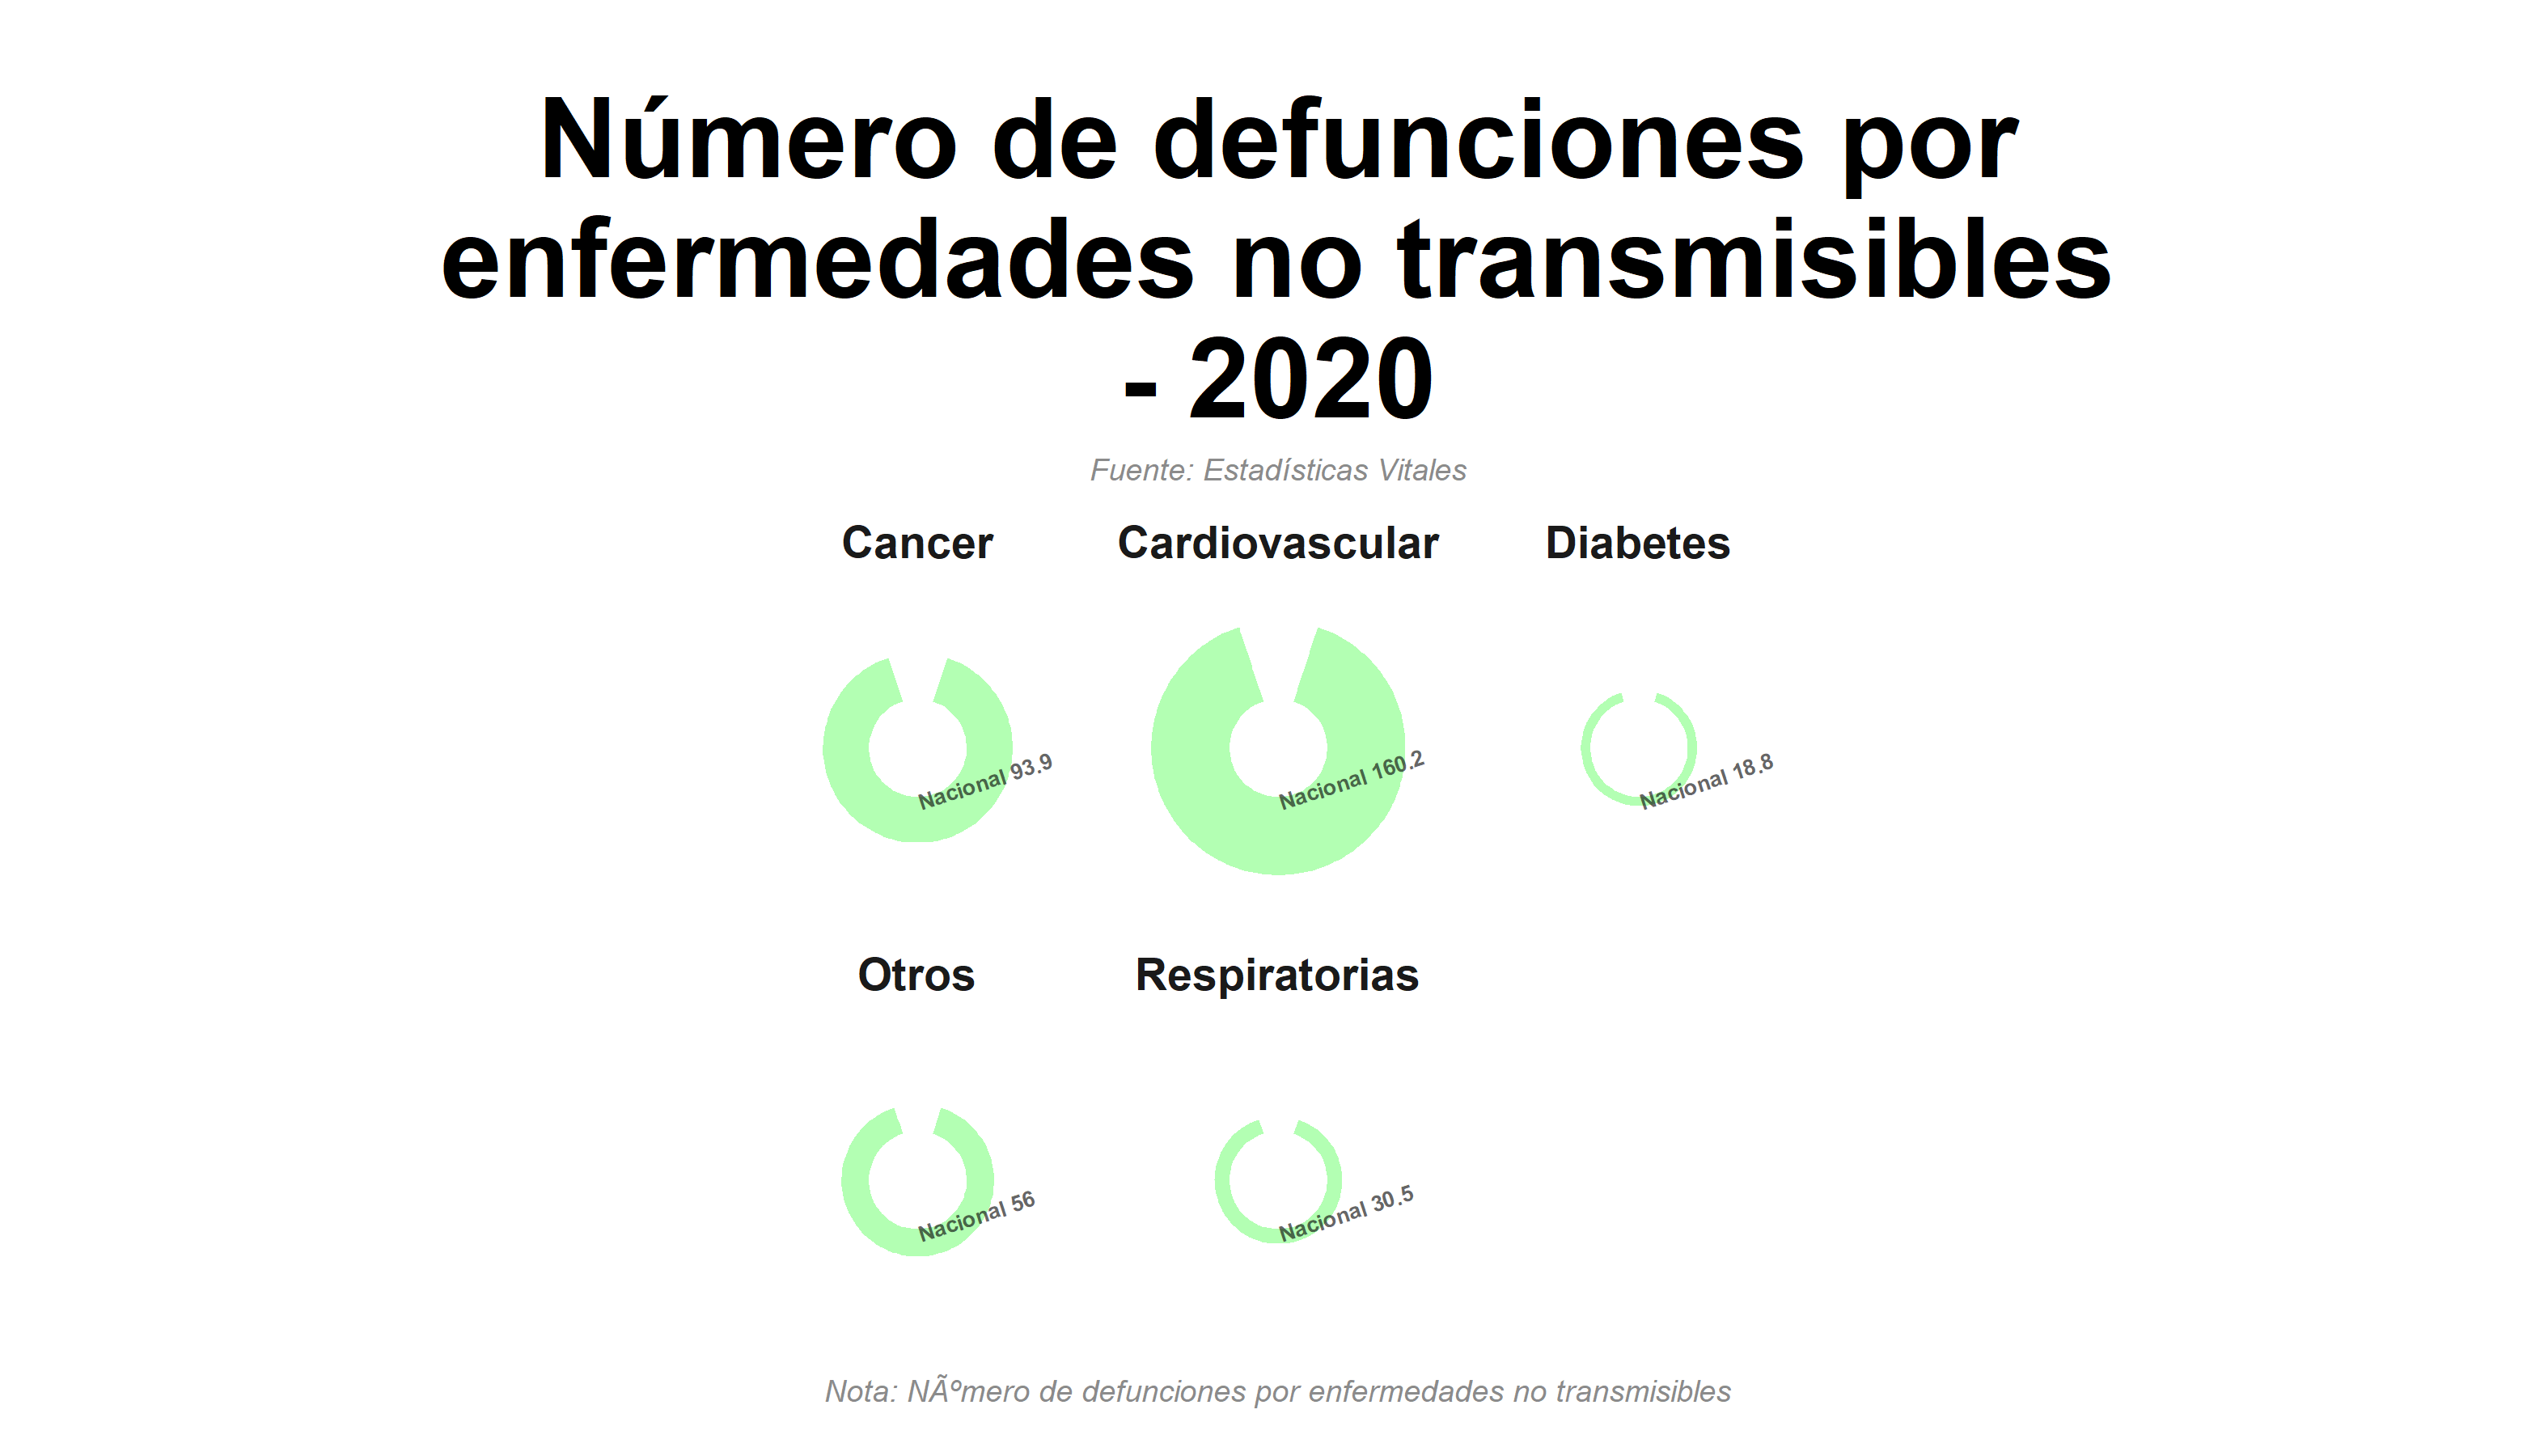 Número de defunciones por
enfermedades no transmisibles
- 2020
Fuente: Estadísticas Vitales
Cancer
Cardiovascular
Diabetes
Nacional 93.9
Nacional 160.2
Nacional 18.8
Otros
Respiratorias
Nacional 56
Nacional 30.5
Nota: NÃºmero de defunciones por enfermedades no transmisibles